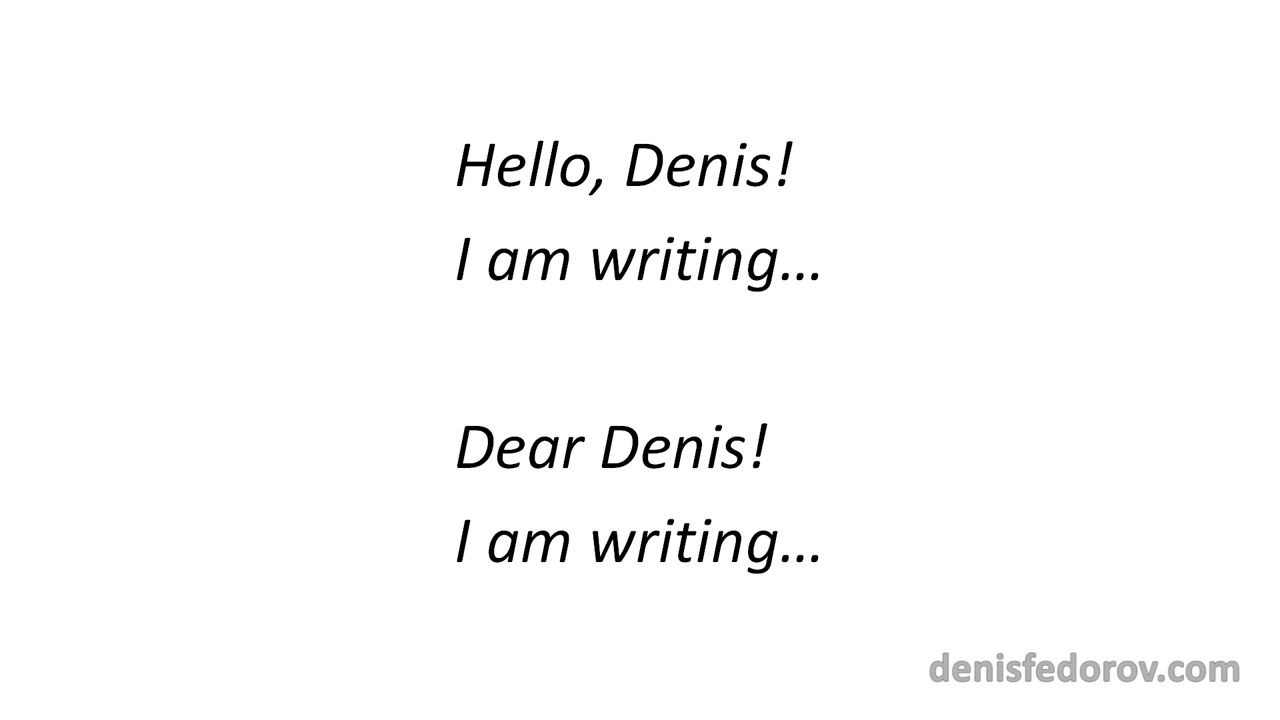 Hello, Denis!
I am writing…
Dear Denis!
I am writing…
denisfedorov.com